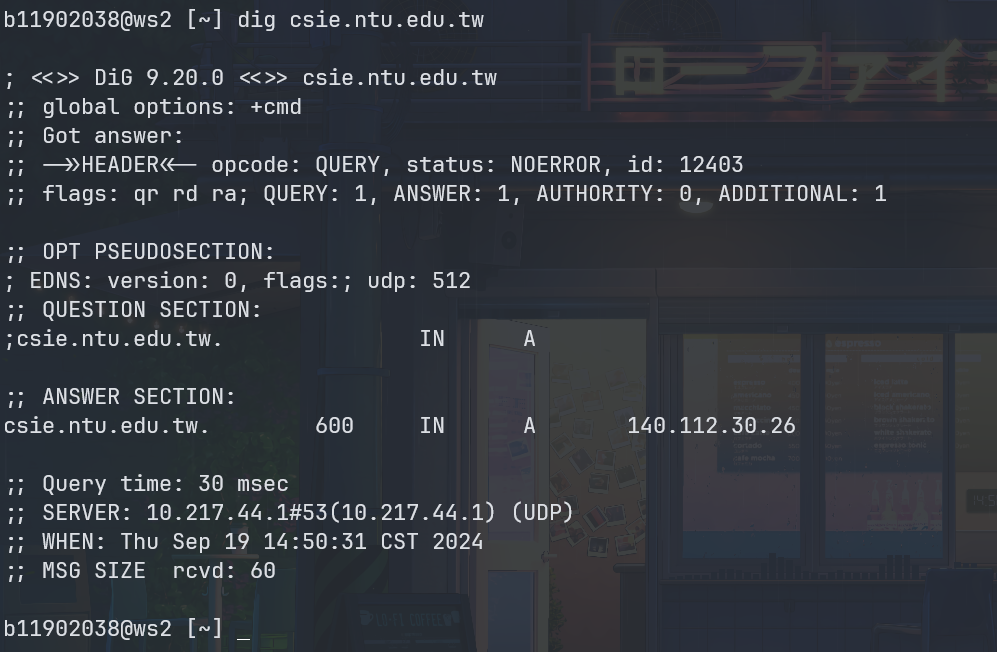 b11902038@ws2 [~] dig csie.ntu.edu.tw
; <<>> DiG 9.20.0 <<>> csie.ntu.edu.tw
;; global options: +cmd
;; Got answer:
;; ->>HEADER<<- opcode: QUERY, status: NOERROR, id: 12403
;; flags: qr rd ra; QUERY: 1, ANSWER: 1, AUTHORITY: 0, ADDITIONAL: 1
;; OPT PSEUDOSECTION:
; EDNS: version: 0, flags:; udp: 512
;; QUESTION SECTION:
;csie.ntu.edu.tw. IN A
;; ANSWER SECTION:
csie.ntu.edu.tw. 600 IN A 140.112.30.26
;; Query time: 30 msec
;; SERVER: 10.217.44.1#53(10.217.44.1) (UDP)
;; WHEN: Thu Sep 19 14:50:31 CST 2024
;; MSG SIZE rcvd: 60
b11902038@ws2 [~] _
ローファイ